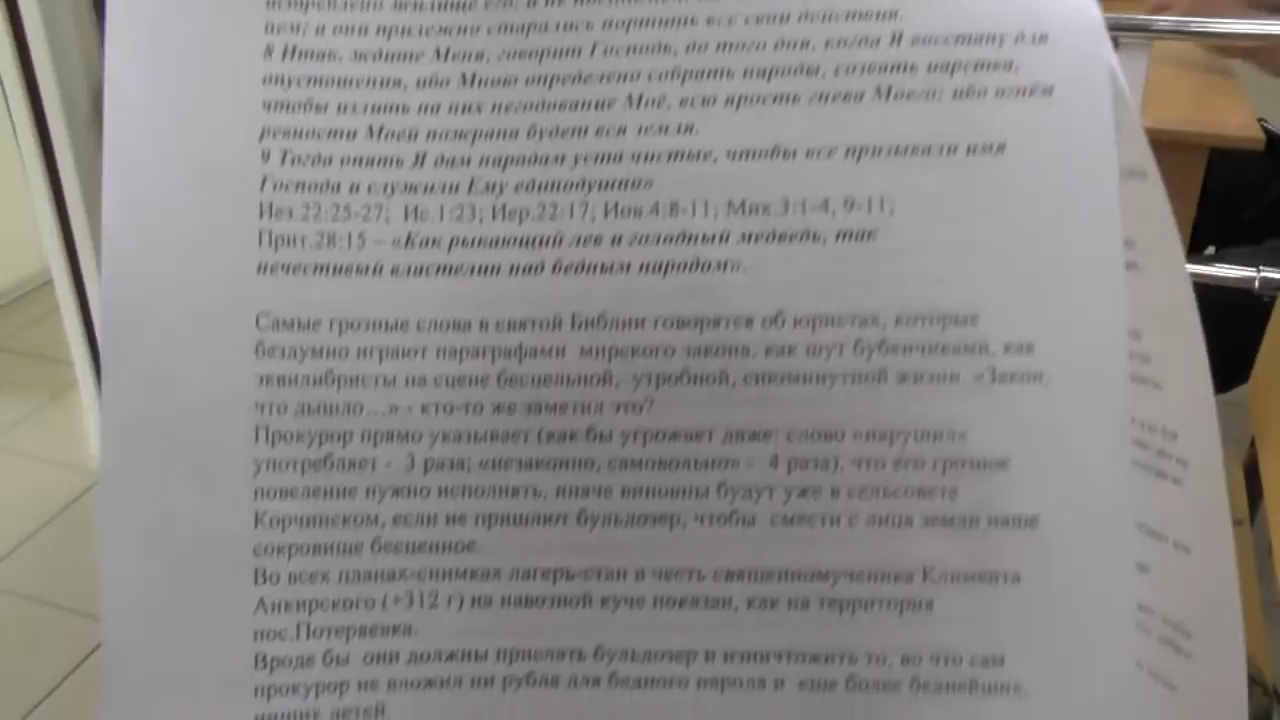 нём; а они прилежно старались портить все свои действия.
8 Итак, ждите Меня, говорит Господь, до того дня, когда Я восстану для
опустошения, ибо Мною определено собрать народы, созвать царства,
чтобы излить на них негодование Моё, всю ярость гнева Моего; ибо огнём
ревности Моей пожрана будет вся земля.
9 Тогда опять Я дам народам уста чистые, чтобы все призывали имя
Господа и служили Ему единодушно»
Иез.22:25-27; Ис.1:23; Иер.22:17; Иов.4:8-11; Мих.3:1-4, 9-11;
Прит.28:15 – «Как рыкающий лев и голодный медведь, так
нечестивый властелин над бедным народом».
Самые грозные слова в святой Библии говорятся об юристах, которые
бездумно играют параграфами мирского закона, как шут бубенчиками, как
эквилибристы на сцене бесцельной, утробной, сиюминутной жизни. «Закон,
что дышло…» - кто-то же заметил это?
Прокурор прямо указывает (как бы угрожает даже: слово «нарушил»
употребляет - 3 раза; «незаконно, самовольно» - 4 раза), что его грозное
повеление нужно исполнять, иначе виновны будут уже в сельсовете
Корчинском, если не пришлют бульдозер, чтобы смести с лица земли наше
сокровище бесценное.
Во всех планах-снимках лагерь-стан в честь священномученика Климента
Анкирского (+312 г) на навозной куче показан, как на территория
пос.Потеряевка.
Вроде бы они должны прислать бульдозер и изничтожить то, во что сам
прокурор не вложил ни рубля для бедного народа и еще более беднейших,
нищих детей.